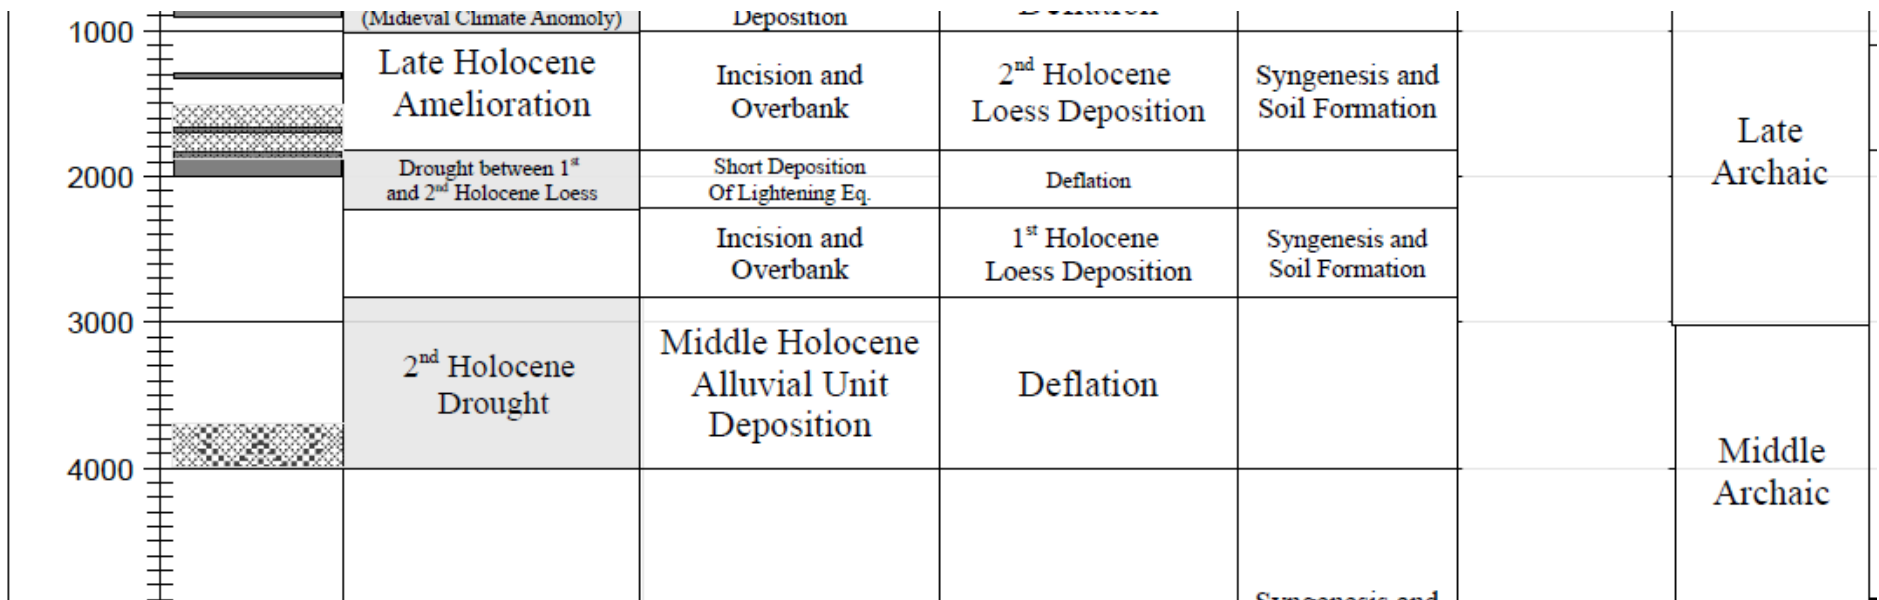 1000
2000
3000
4000
(Midieval Climate Anomoly)
Late Holocene
Amelioration
Drought between 1st
and 2nd Holocene Loess
2nd Holocene
Drought
Deposition
Incision and
Overbank
Short Deposition
Of Lightening Eq.
Incision and
Overbank
Middle Holocene
Alluvial Unit
Deposition
Deflation
2nd Holocene
Loess Deposition
Deflation
1st Holocene
Loess Deposition
Deflation
Syngenesis and
Soil Formation
Syngenesis and
Soil Formation
Syngenesis and
Late
Archaic
Middle
Archaic